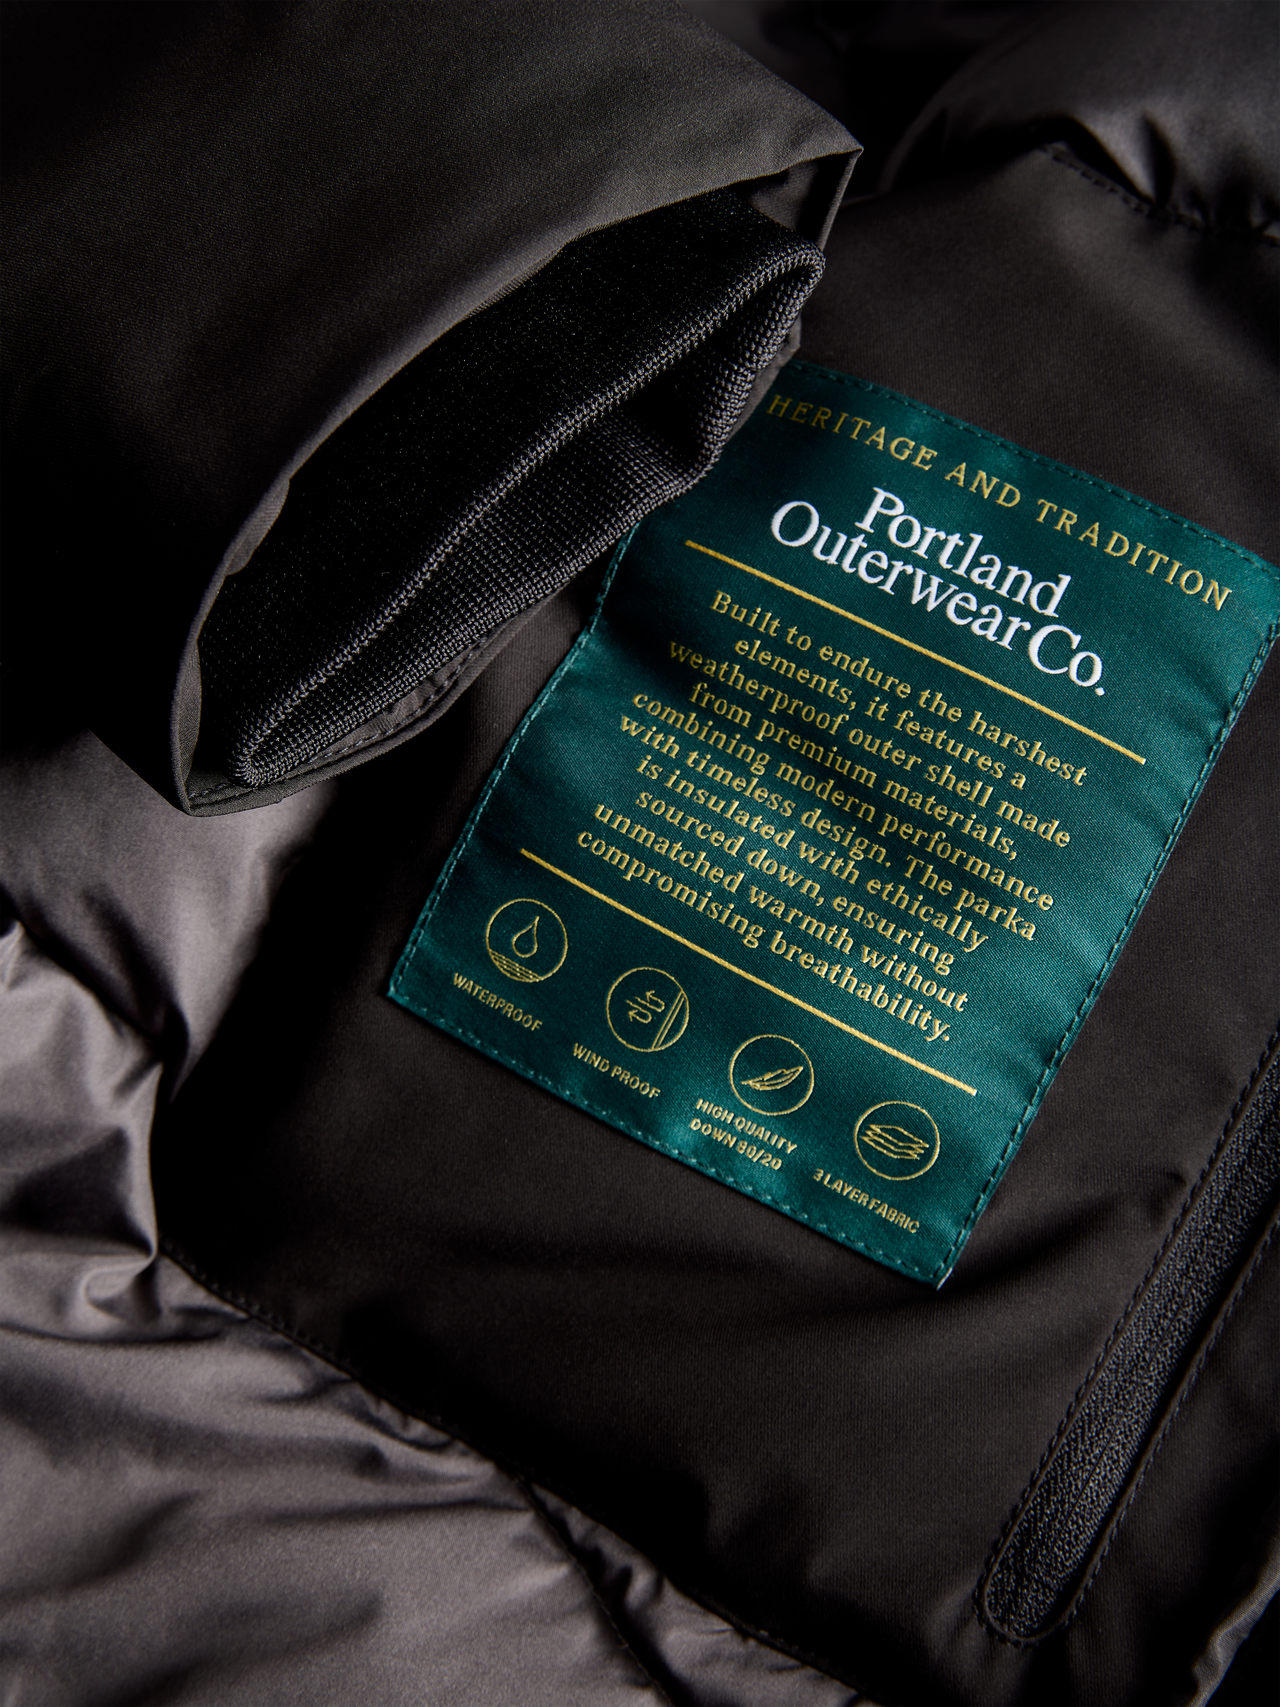 HERITAGE AND TRADITION
Portland
Outerwear Co.
Built to endure the harshest
elements, it features a
weatherproof outer shell made
from premium materials,
combining modern performance
with timeless design. The parka
is insulated with ethically
sourced down, ensuring
unmatched warmth without
compromising breathability.
WATERPROOF
WIND PROOF
HIGH QUALITY
DOWN 80/20
3 LAYER FABRIC